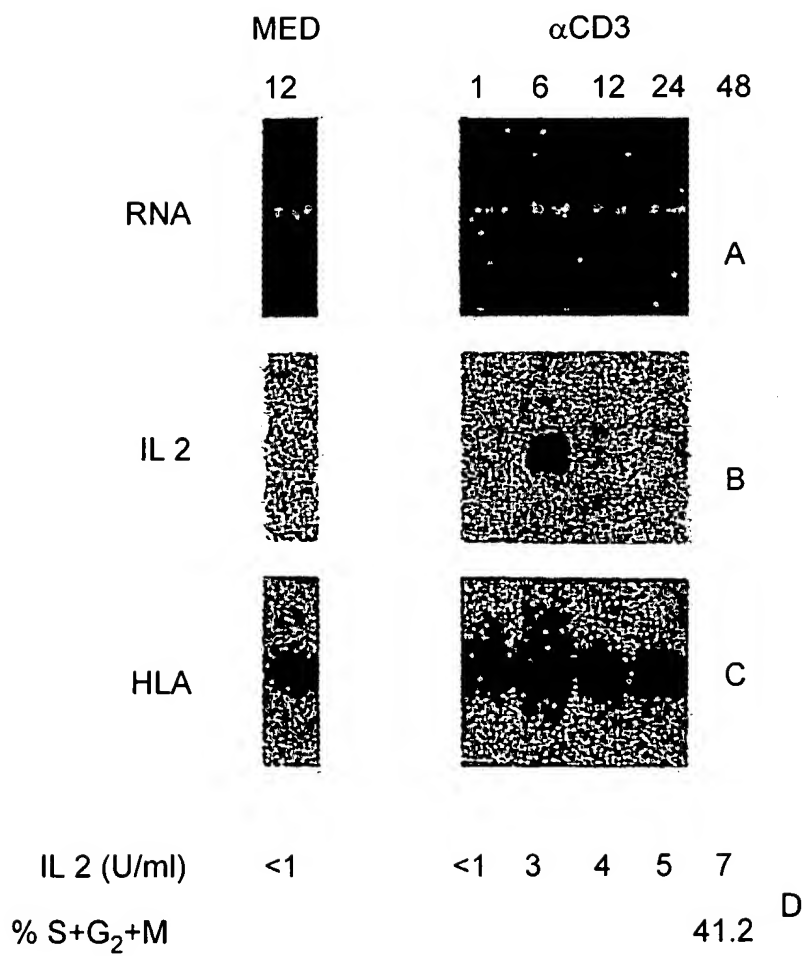 MED αCD3
12 1 6 12 24 48
RNA
A
IL 2
B
HLA
C
IL 2 (U/ml) <1 <1 3 4 5 7
D
% S+G₂+M 41.2